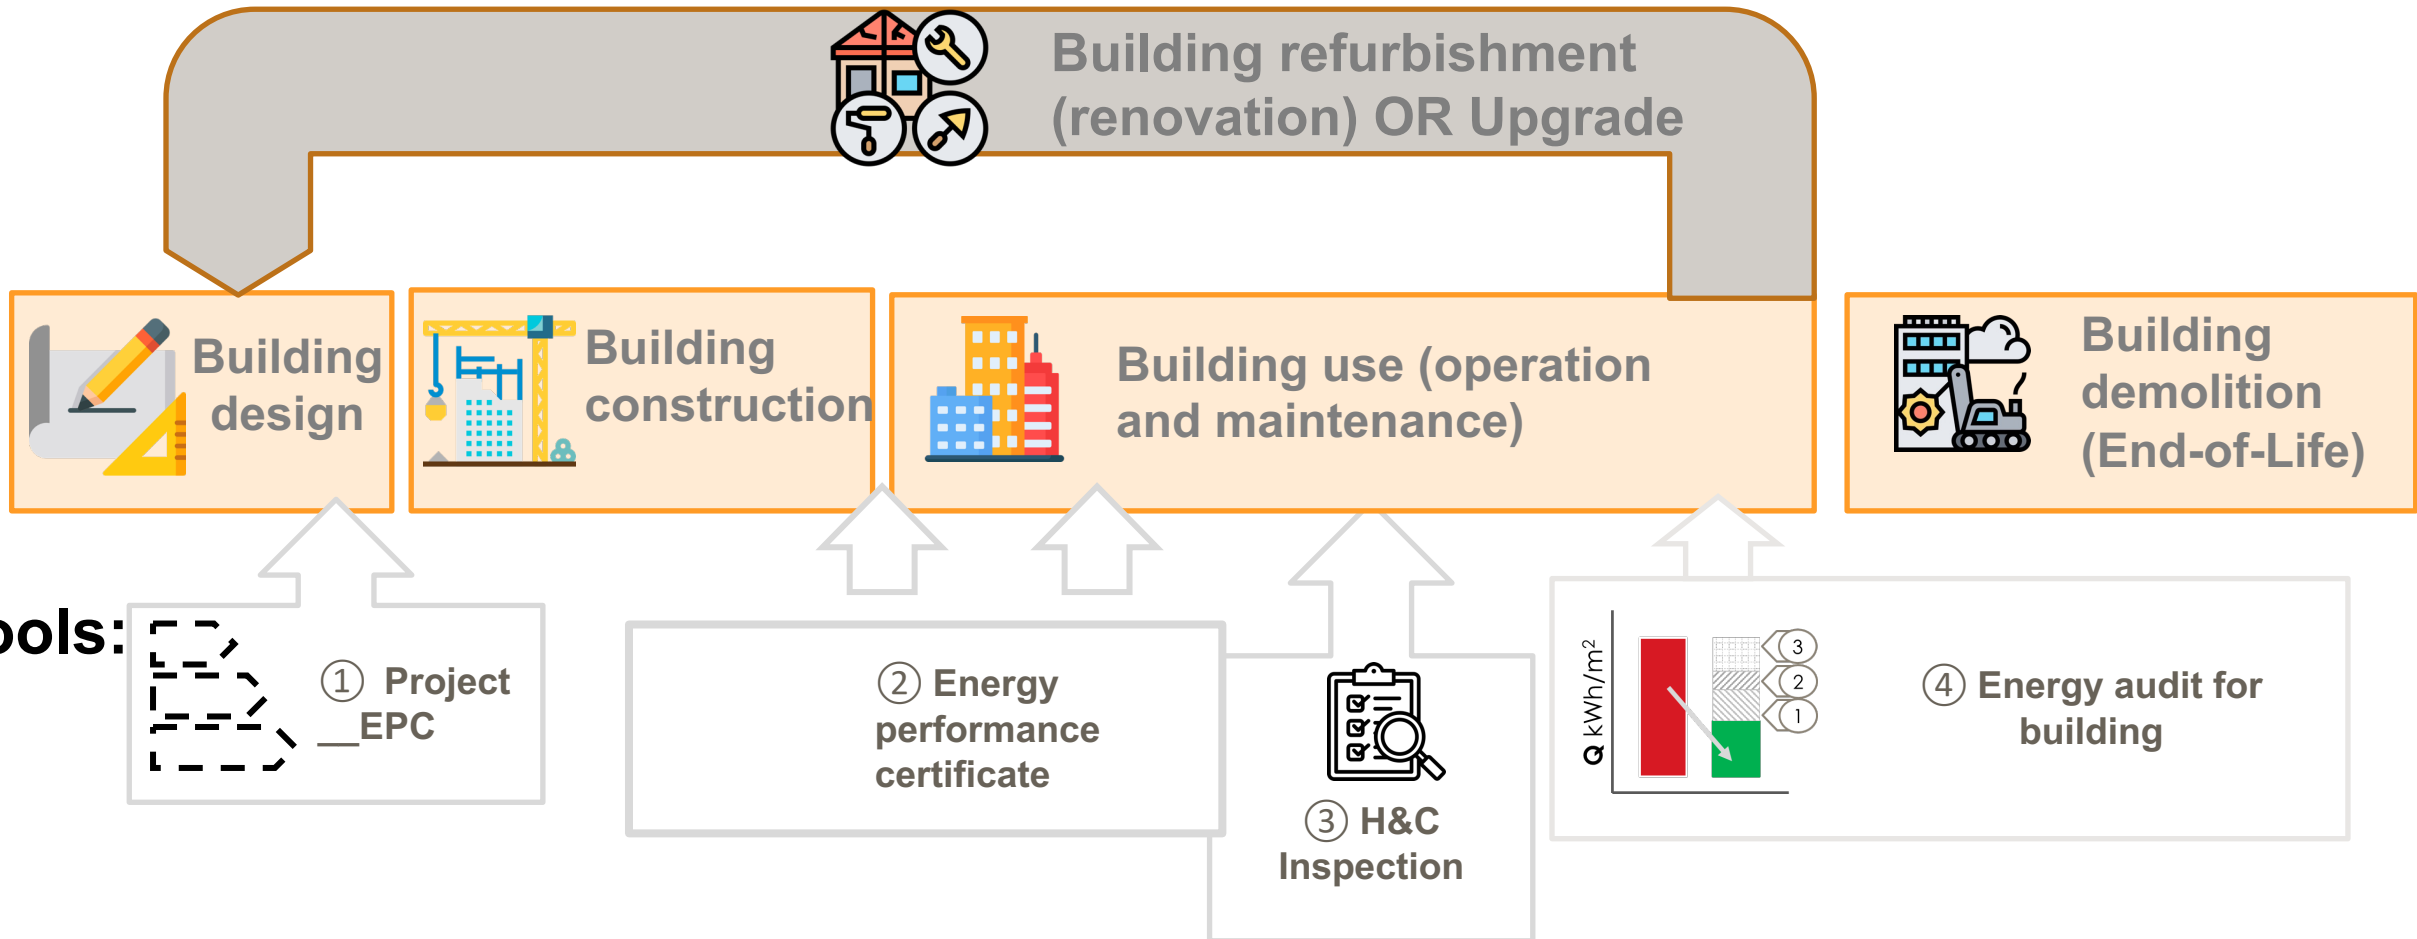 Building refurbishment
(renovation) OR Upgrade
Building
design
Building
construction
Building use (operation
and maintenance)
Building
demolition
(End-of-Life)
ools:
① Project
__EPC
② Energy
performance
certificate
③ H&C
Inspection
Q kWh/m²
3
2
1
④ Energy audit for
building